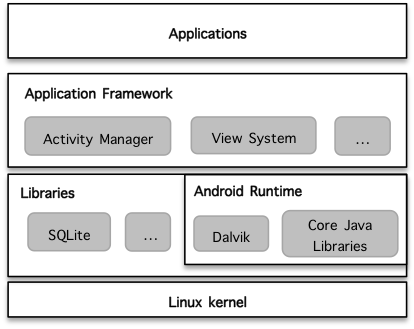 Applications
Application Framework
Activity Manager
View System
...
Libraries
SQLite
...
Android Runtime
Dalvik
Core Java
Libraries
Linux kernel